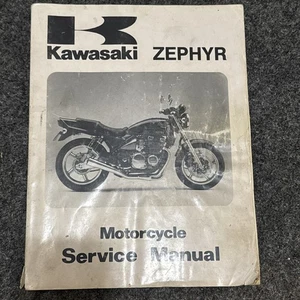 Kawasaki ZEPHYR
Motorcycle
Service Manual